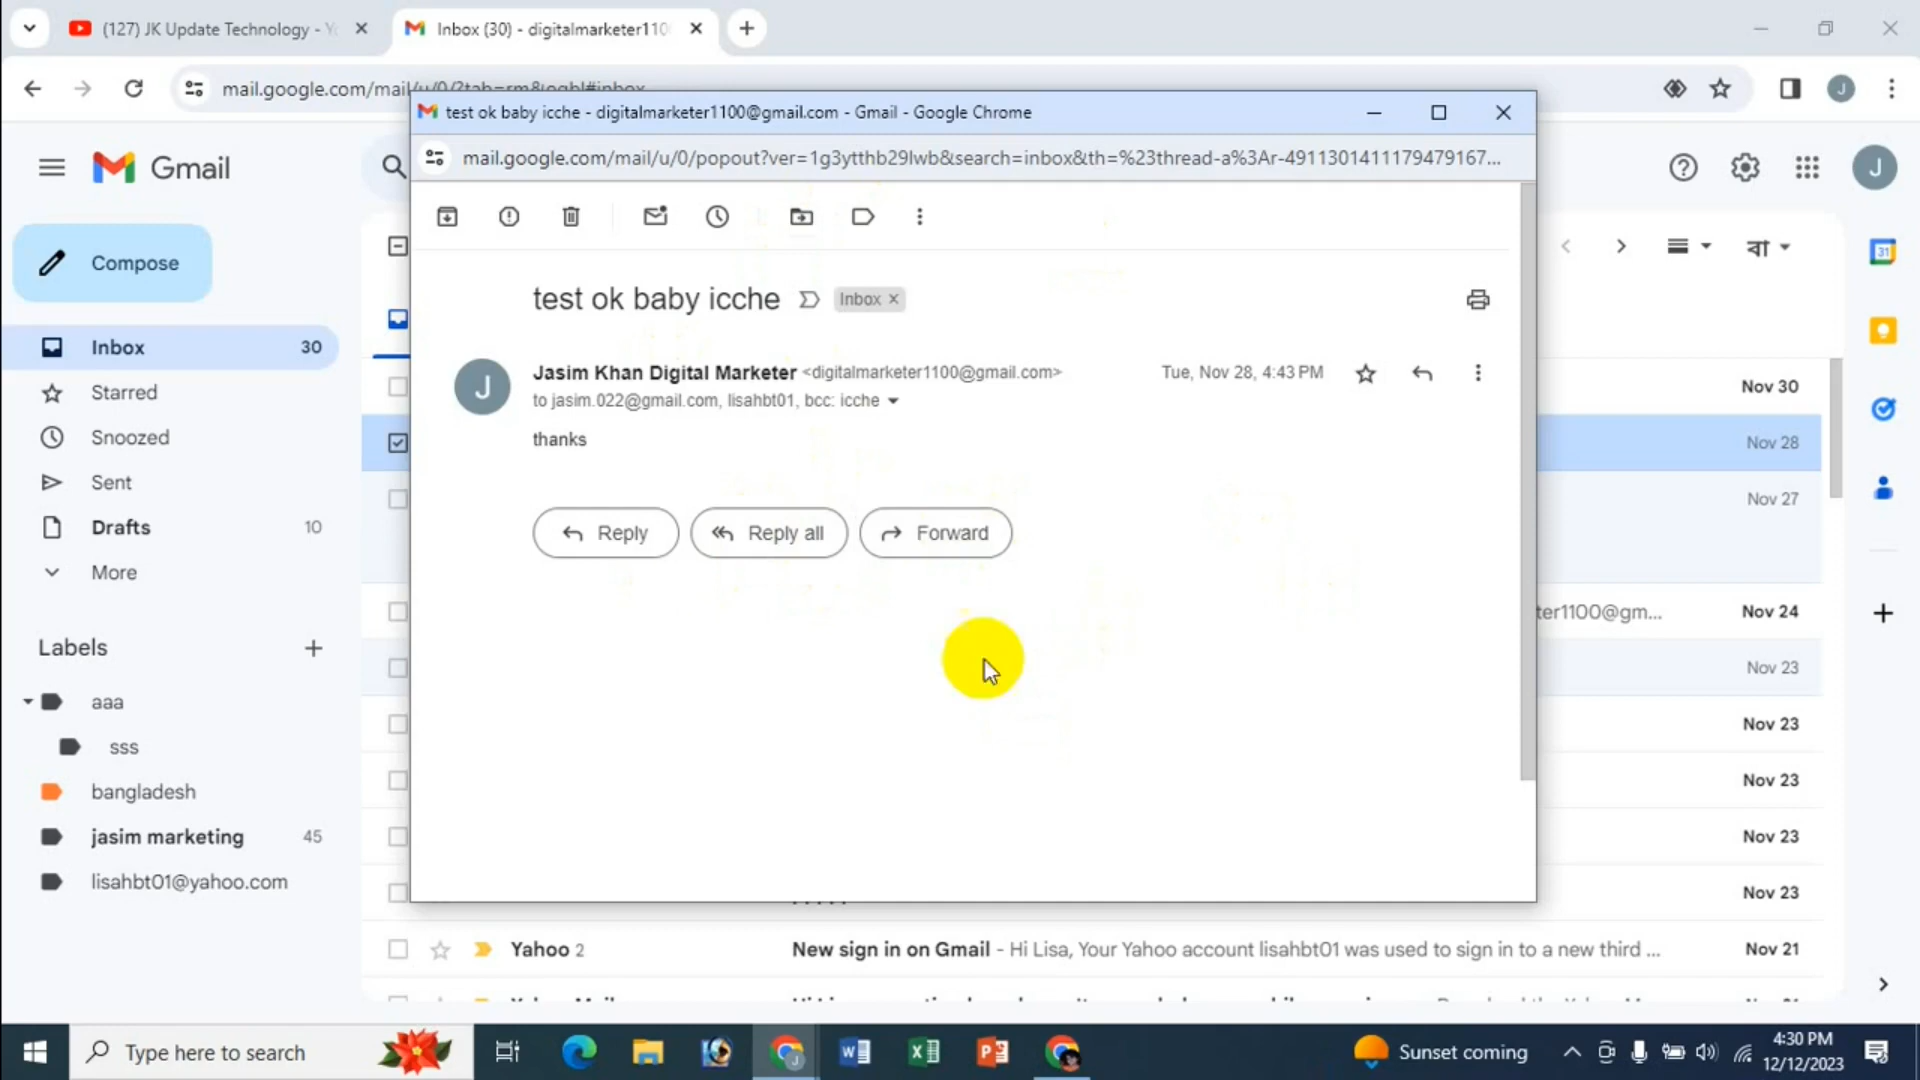 (127) JK Update Technology - Y
Inbox (30) - digitalmarketer110
mail.google.com/mail/u/0/?tab=rm&ogbl#inbox
J
test ok baby icche - digitalmarketer1100@gmail.com - Gmail - Google Chrome
mail.google.com/mail/u/0/popout?ver=1g3ytthb29lwb&search=inbox&th=%23thread-a%3Ar-4911301411179479167...
Gmail
J
Compose
বা
31
test ok baby icche
Inbox ×
Inbox 30
Jasim Khan Digital Marketer <digitalmarketer1100@gmail.com>
Tue, Nov 28, 4:43 PM
J
to jasim.022@gmail.com, lisahbt01, bcc: icche
thanks
Starred
Nov 30
Snoozed
Nov 28
Sent
Nov 27
Drafts 10
Reply
Reply all
Forward
More
ter1100@gm... Nov 24
Labels
Nov 23
aaa
Nov 23
sss
Nov 23
bangladesh
jasim marketing 45
Nov 23
lisahbt01@yahoo.com
Nov 23
Yahoo 2
New sign in on Gmail - Hi Lisa, Your Yahoo account lisahbt01 was used to sign in to a new third ...
Nov 21
Type here to search
Sunset coming
4:30 PM
12/12/2023